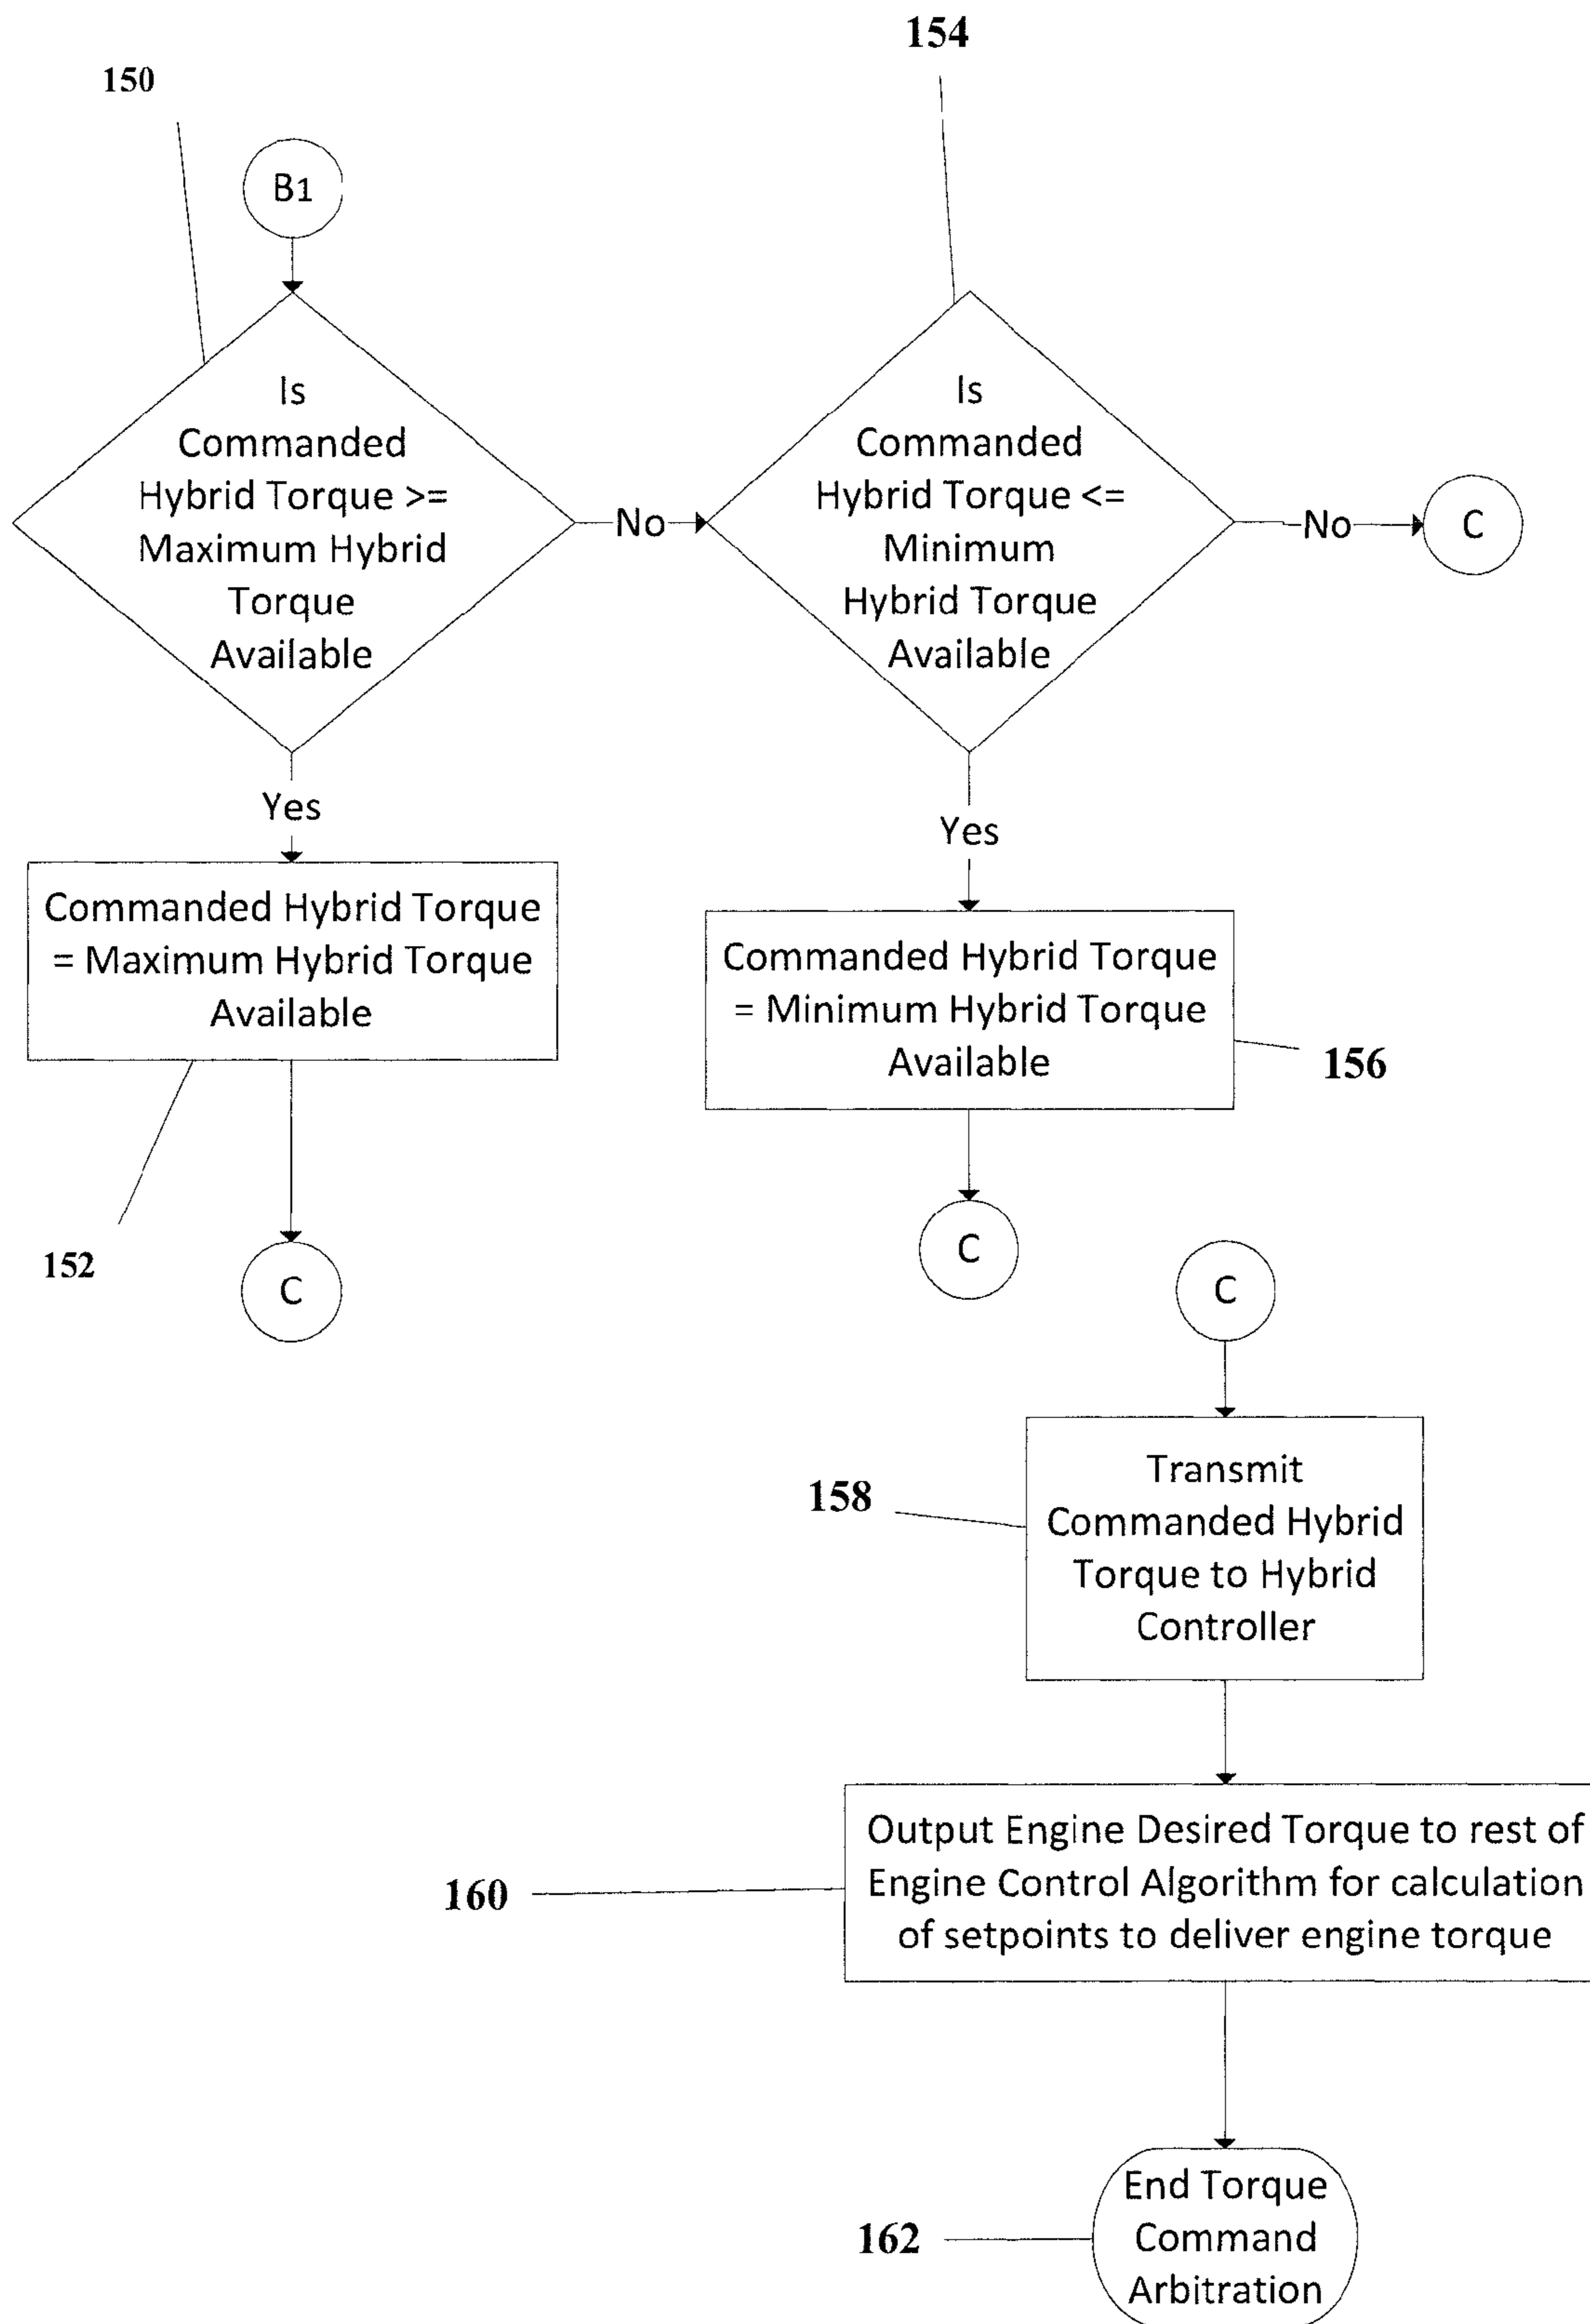 154
150
B1
Is
Commanded
Hybrid Torque >=
Maximum Hybrid
Torque
Available
No
Is
Commanded
Hybrid Torque <=
Minimum
Hybrid Torque
Available
No
C
Yes
Yes
Commanded Hybrid Torque
= Maximum Hybrid Torque
Available
Commanded Hybrid Torque
= Minimum Hybrid Torque
Available
156
152
C
C
C
158
Transmit
Commanded Hybrid
Torque to Hybrid
Controller
160
Output Engine Desired Torque to rest of
Engine Control Algorithm for calculation
of setpoints to deliver engine torque
162
End Torque
Command
Arbitration